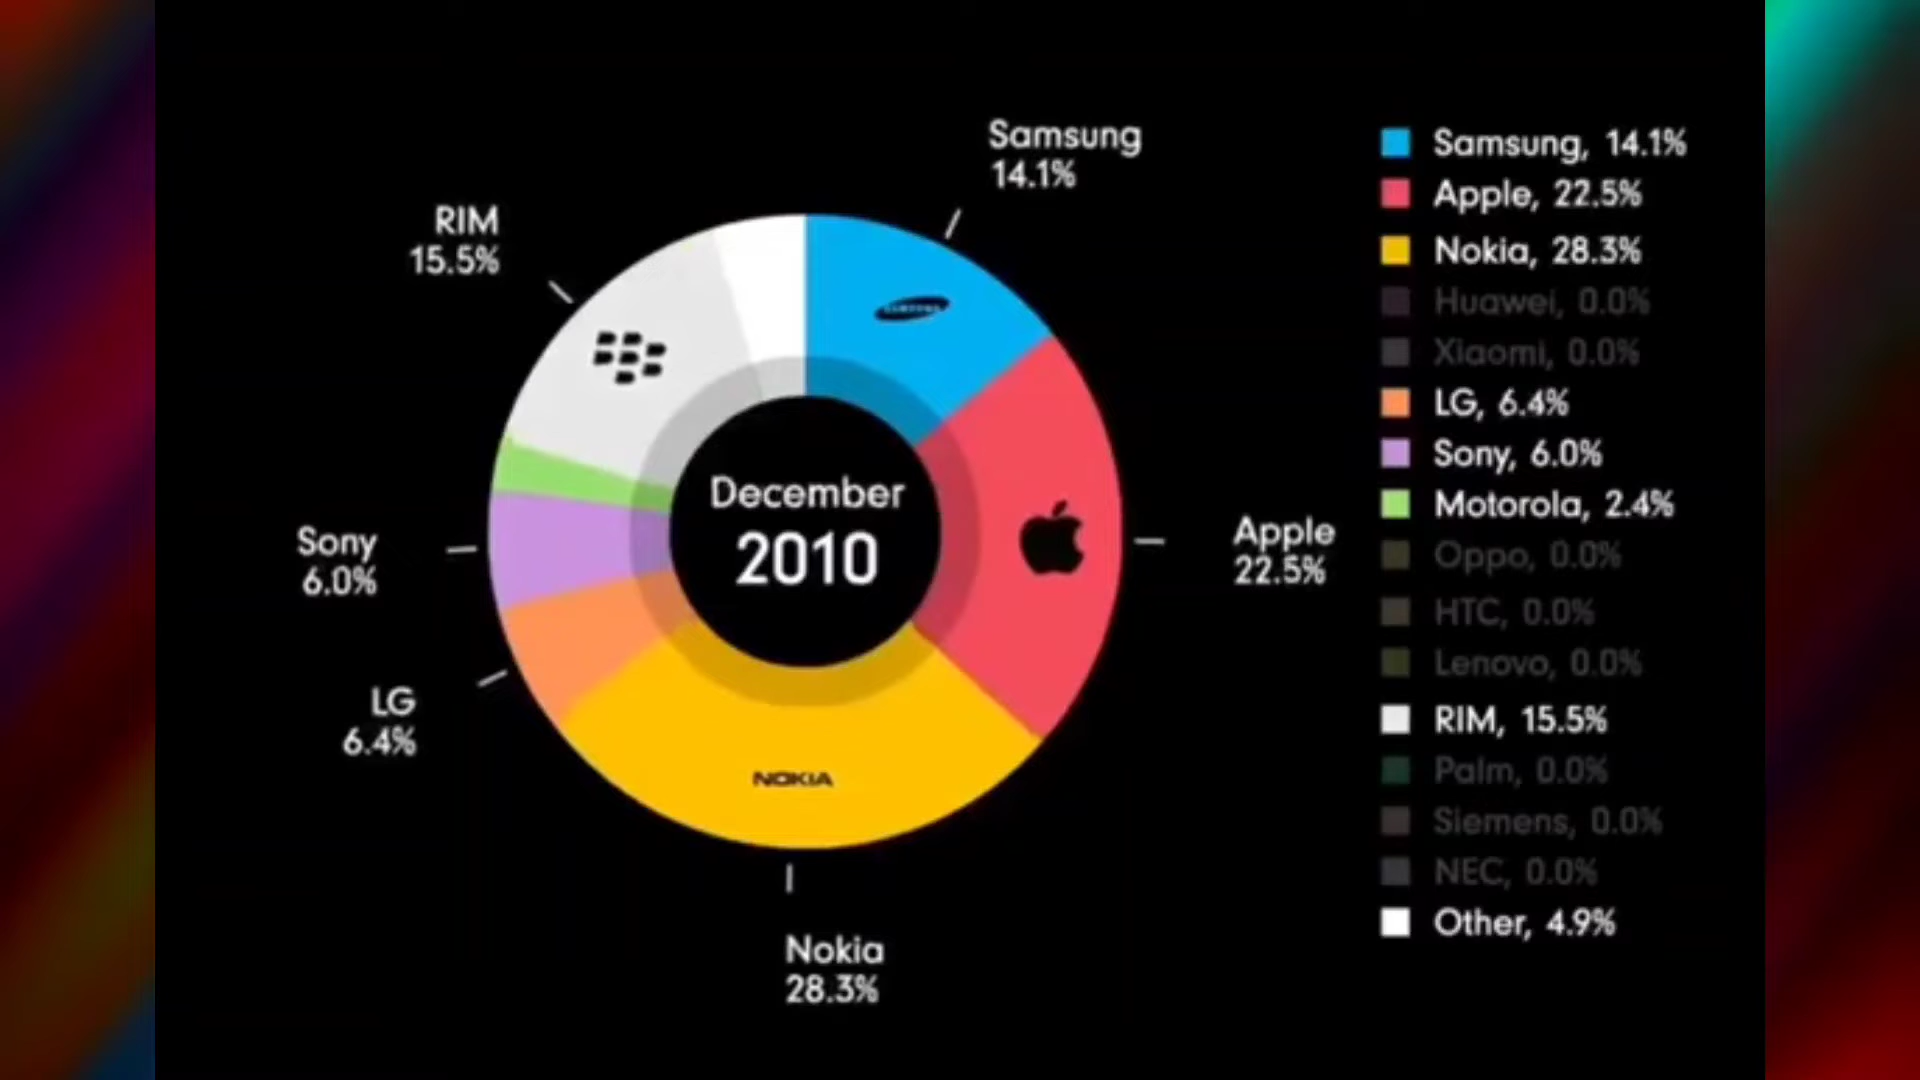 Samsung
14.1%
RIM
15.5%
SAMSUNG
December
2010
Sony
6.0%
Apple
22.5%
LG
6.4%
NOKIA
Nokia
28.3%
Samsung, 14.1%
Apple, 22.5%
Nokia, 28.3%
Huawei, 0.0%
Xiaomi, 0.0%
LG, 6.4%
Sony, 6.0%
Motorola, 2.4%
Oppo, 0.0%
HTC, 0.0%
Lenovo, 0.0%
RIM, 15.5%
Palm, 0.0%
Siemens, 0.0%
NEC, 0.0%
Other, 4.9%